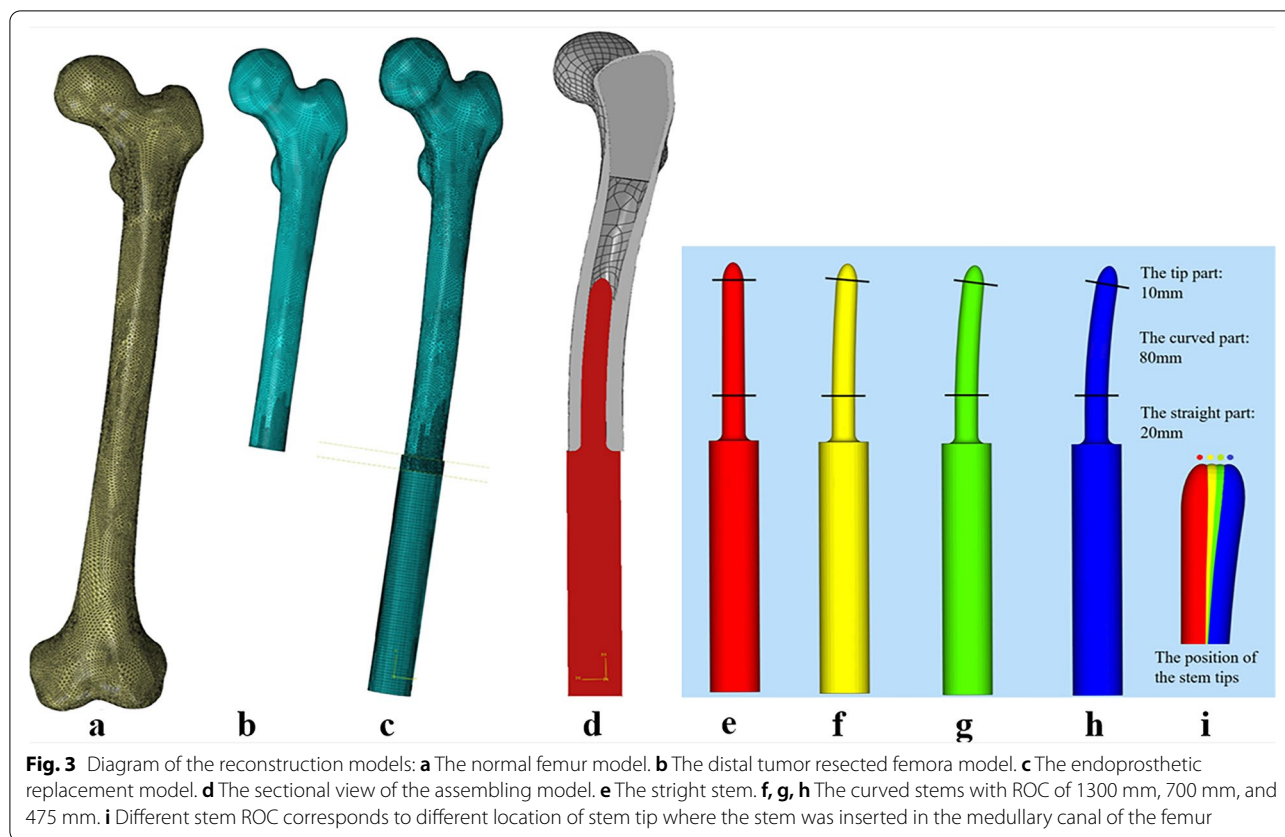 The tip part:
10mm
The curved part:
80mm
The straight part:
20mm
The position of
the stem tips
a b c d e f g h i
Fig. 3 Diagram of the reconstruction models: a The normal femur model. b The distal tumor resected femora model. c The endoprosthetic
replacement model. d The sectional view of the assembling model. e The stright stem. f, g, h The curved stems with ROC of 1300 mm, 700 mm, and
475 mm. i Different stem ROC corresponds to different location of stem tip where the stem was inserted in the medullary canal of the femur